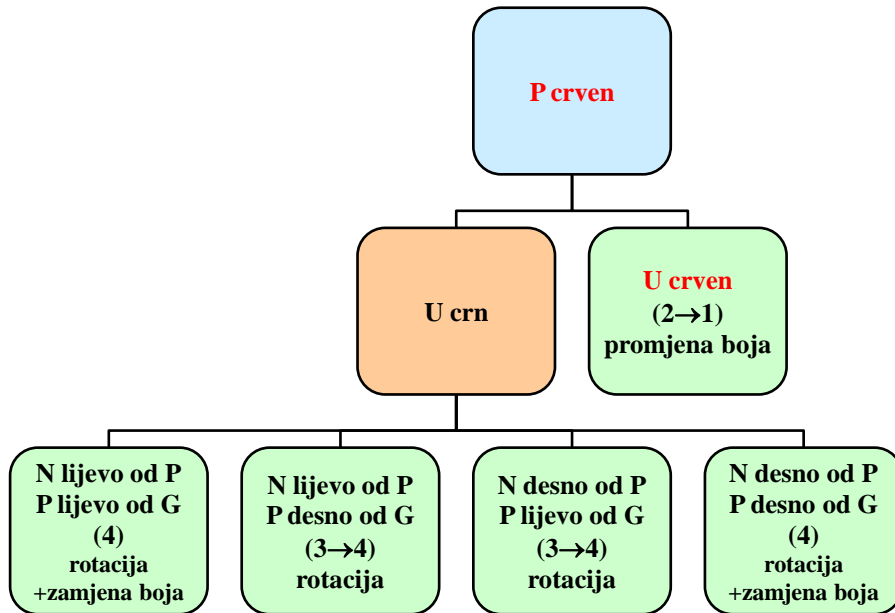 P crven
U crn
U crven
(2→1)
promjena boja
N lijevo od P
P lijevo od G
(4)
rotacija
+zamjena boja
N lijevo od P
P desno od G
(3→4)
rotacija
N desno od P
P lijevo od G
(3→4)
rotacija
N desno od P
P desno od G
(4)
rotacija
+zamjena boja